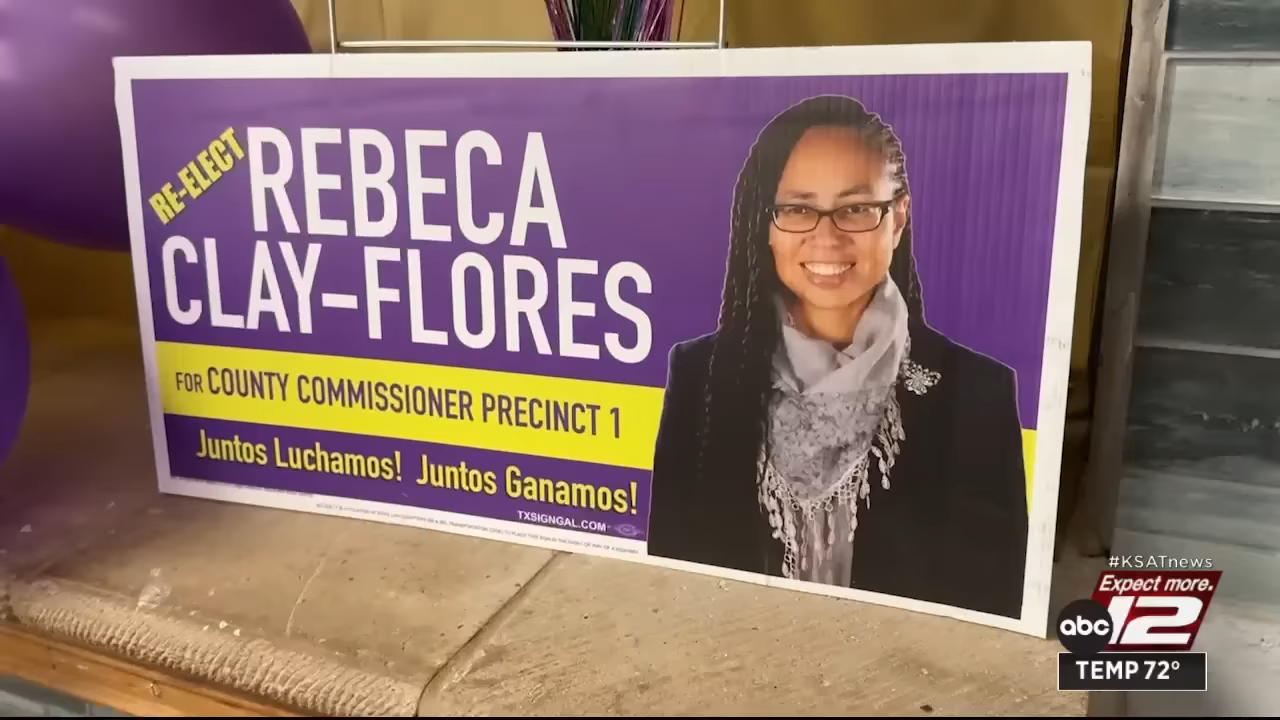 RE-ELECT
REBECA
CLAY-FLORES
FOR COUNTY COMMISSIONER PRECINCT 1
Juntos Luchamos! Juntos Ganamos!
TXSIGNGAL.COM
#KSATnews
Expect more.
abc 12
TEMP 72°